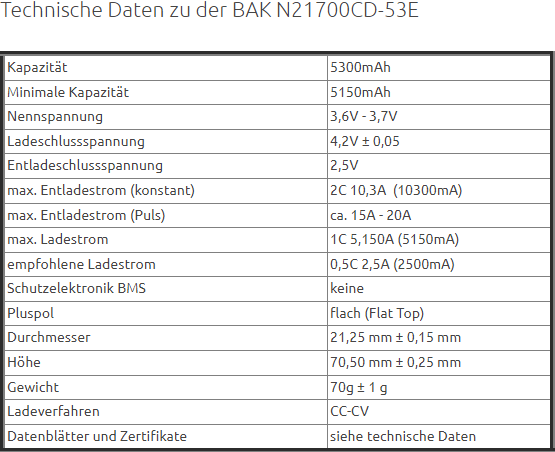 Technische Daten zu der BAK N21700CD-53E
Kapazität 5300mAh
Minimale Kapazität 5150mAh
Nennspannung 3,6V - 3,7V
Ladeschlussspannung 4,2V ± 0,05
Entladeschlussspannung 2,5V
max. Entladestrom (konstant) 2C 10,3A (10300mA)
max. Entladestrom (Puls) ca. 15A - 20A
max. Ladestrom 1C 5,150A (5150mA)
empfohlene Ladestrom 0,5C 2,5A (2500mA)
Schutzelektronik BMS keine
Pluspol flach (Flat Top)
Durchmesser 21,25 mm ± 0,15 mm
Höhe 70,50 mm ± 0,25 mm
Gewicht 70g ± 1 g
Ladeverfahren CC-CV
Datenblätter und Zertifikate siehe technische Daten